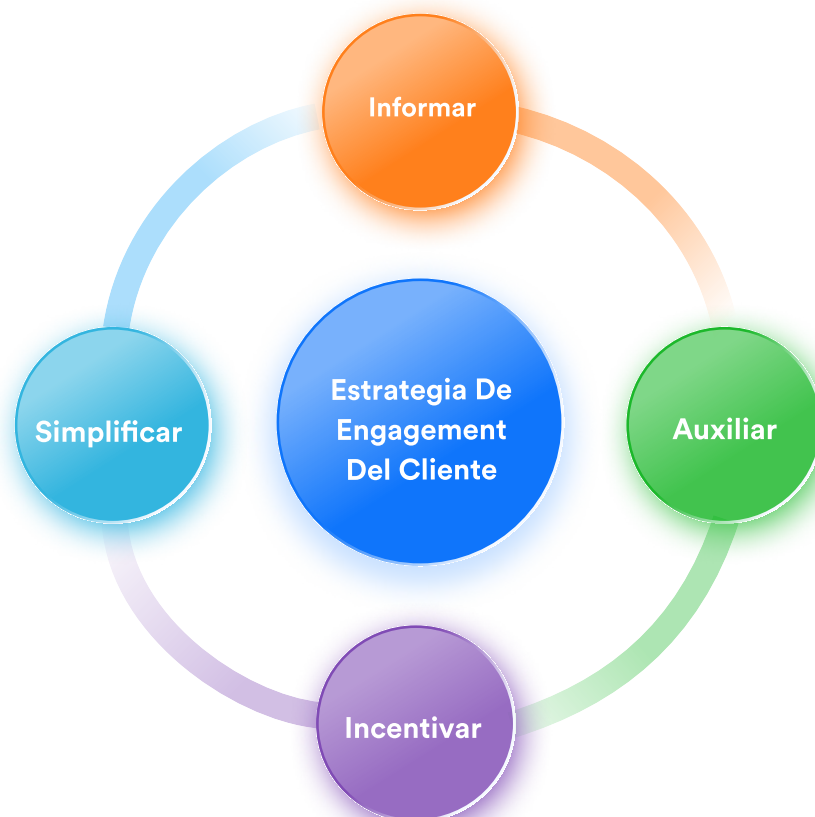 Informar
Estrategia De
Engagement
Del Cliente
Simplificar
Auxiliar
Incentivar